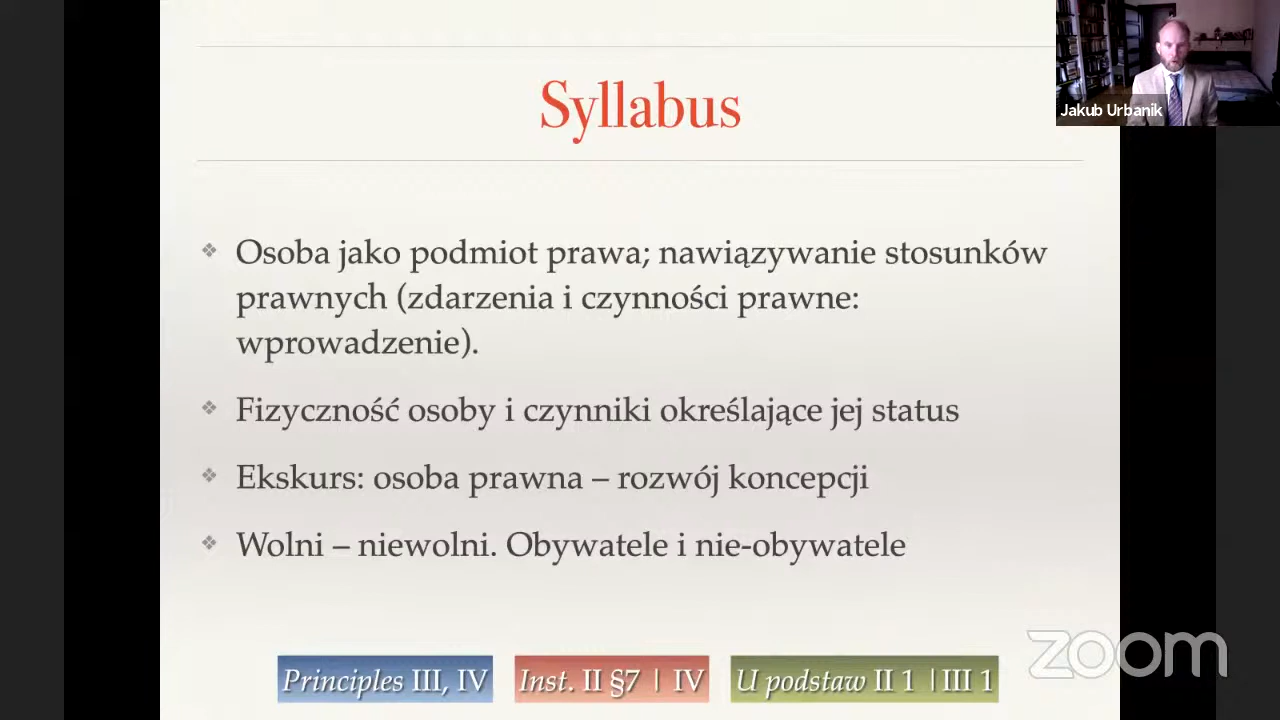 Syllabus
Jakub Urbanik
Osoba jako podmiot prawa; nawiązywanie stosunków
prawnych (zdarzenia i czynności prawne:
wprowadzenie).
Fizyczność osoby i czynniki określające jej status
Ekskurs: osoba prawna – rozwój koncepcji
Wolni – niewolni. Obywatele i nie-obywatele
Principles III, IV
Inst. II §7 | IV
U podstaw II 1 |III 1
zoom